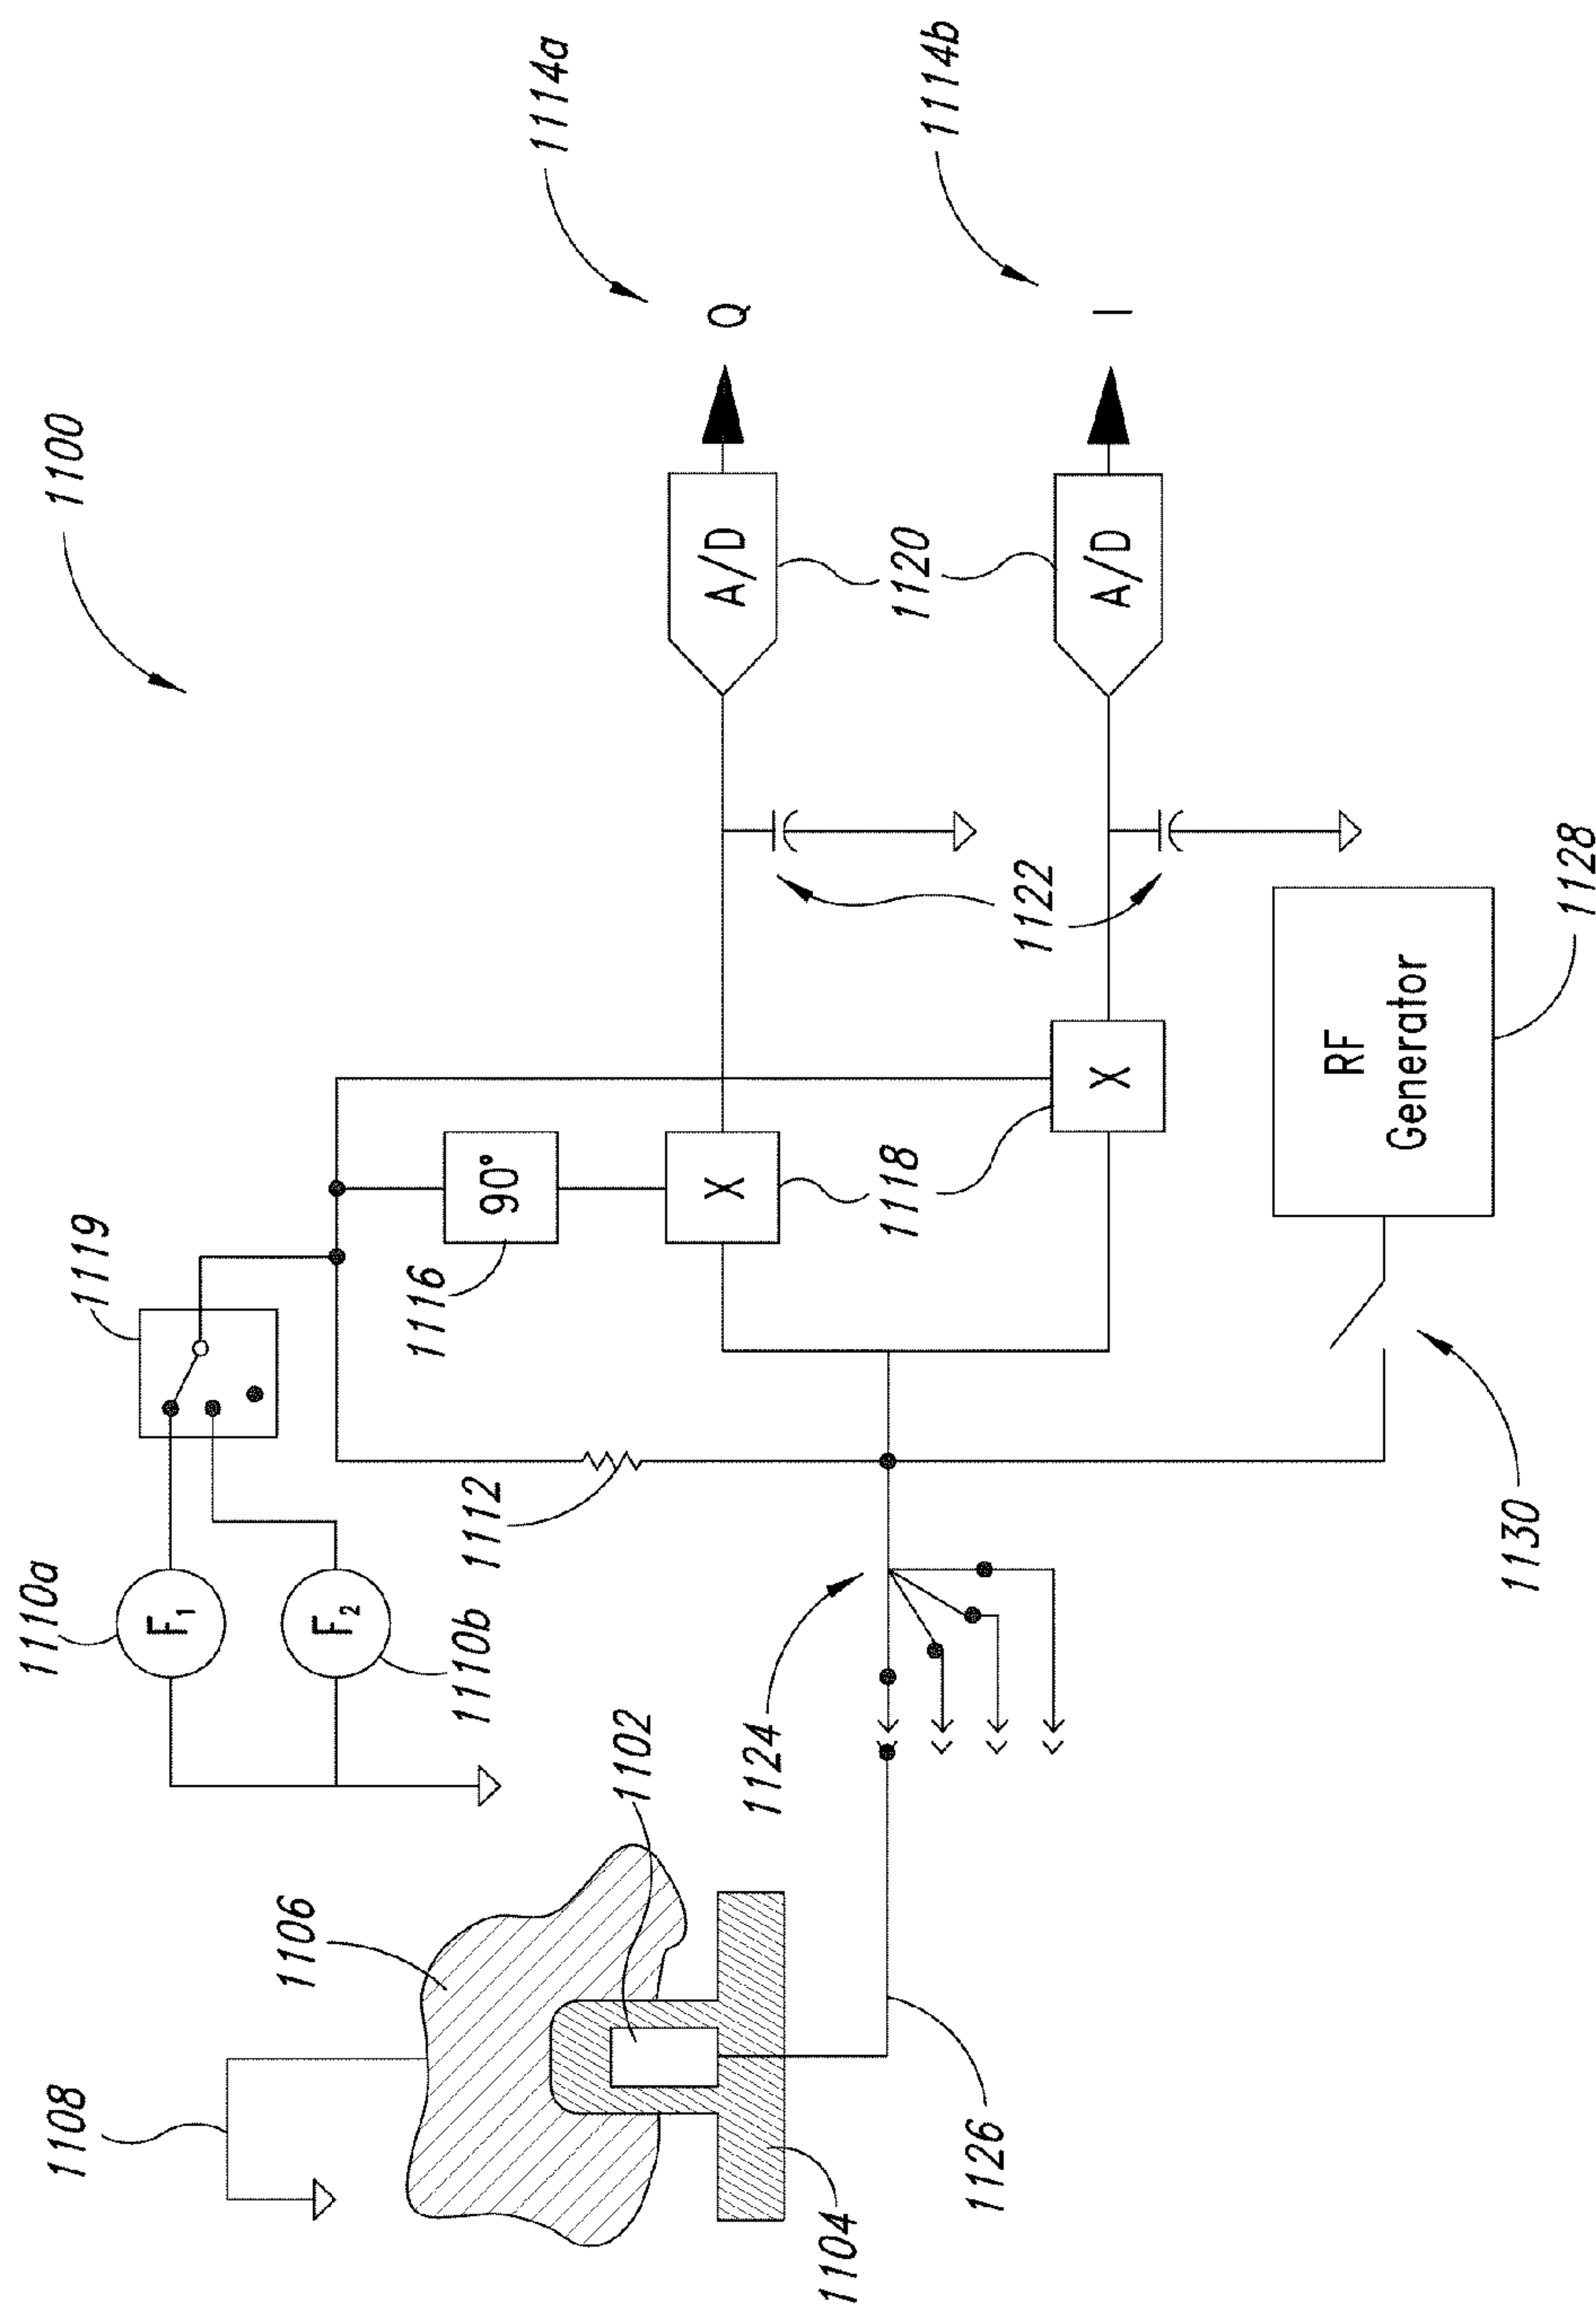 1100
1114a
1114b
Q
I
A/D
A/D
1120
1122
1119
90°
1116
X
X
1118
RF
Generator
1128
1130
1110a
F1
F2
1110b
1112
1124
1102
1106
1108
1104
1126